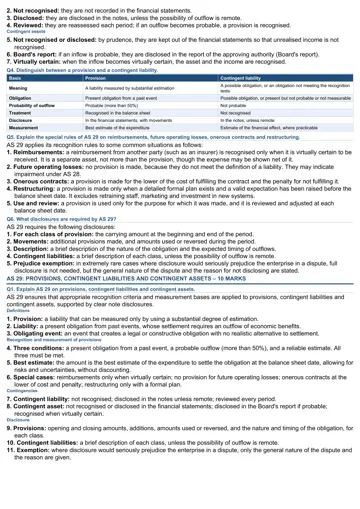 2. Not recognised: they are not recorded in the financial statements.
3. Disclosed: they are disclosed in the notes, unless the possibility of outflow is remote.
4. Reviewed: they are reassessed each period; if an outflow becomes probable, a provision is recognised.
Contingent assets
5. Not recognised or disclosed: by prudence, they are kept out of the financial statements so that unrealised income is not
recognised.
6. Board's report: if an inflow is probable, they are disclosed in the report of the approving authority (Board's report).
7. Virtually certain: when the inflow becomes virtually certain, the asset and the income are recognised.
Q4. Distinguish between a provision and a contingent liability.
Basis Provision Contingent liability
Meaning A liability measured by substantial estimation A possible obligation, or an obligation not meeting the recognition tests
Obligation Present obligation from a past event Possible obligation, or present but not probable or not measurable
Probability of outflow Probable (more than 50%) Not probable
Treatment Recognised in the balance sheet Not recognised
Disclosure In the financial statements, with movements In the notes, unless remote
Measurement Best estimate of the expenditure Estimate of the financial effect, where practicable
Q5. Explain the special rules of AS 29 on reimbursements, future operating losses, onerous contracts and restructuring.
AS 29 applies its recognition rules to some common situations as follows:
1. Reimbursements: a reimbursement from another party (such as an insurer) is recognised only when it is virtually certain to be
received. It is a separate asset, not more than the provision, though the expense may be shown net of it.
2. Future operating losses: no provision is made, because they do not meet the definition of a liability. They may indicate
impairment under AS 28.
3. Onerous contracts: a provision is made for the lower of the cost of fulfilling the contract and the penalty for not fulfilling it.
4. Restructuring: a provision is made only when a detailed formal plan exists and a valid expectation has been raised before the
balance sheet date. It excludes retraining staff, marketing and investment in new systems.
5. Use and review: a provision is used only for the purpose for which it was made, and it is reviewed and adjusted at each
balance sheet date.
Q6. What disclosures are required by AS 29?
AS 29 requires the following disclosures:
1. For each class of provision: the carrying amount at the beginning and end of the period.
2. Movements: additional provisions made, and amounts used or reversed during the period.
3. Obligation: a brief description of the nature of the obligation and the expected timing of outflows.
4. Contingent liabilities: a brief description of each class, unless the possibility of outflow is remote.
5. Prejudice exemption: in extremely rare cases where disclosure would seriously prejudice the enterprise in a dispute, full
disclosure is not needed, but the general nature of the dispute and the reason for not disclosing are stated.
AS 29: PROVISIONS, CONTINGENT LIABILITIES AND CONTINGENT ASSETS – 10 MARKS
Q1. Explain AS 29 on provisions, contingent liabilities and contingent assets.
AS 29 ensures that appropriate recognition criteria and measurement bases are applied to provisions, contingent liabilities and
contingent assets, supported by clear note disclosures.
Definitions
1. Provision: a liability that can be measured only by using a substantial degree of estimation.
2. Liability: a present obligation from past events, whose settlement requires an outflow of economic benefits.
3. Obligating event: an event that creates a legal or constructive obligation with no realistic alternative to settlement.
Recognition and measurement of provisions
4. Three conditions: a present obligation from a past event, a probable outflow (more than 50%), and a reliable estimate. All
three must be met.
5. Best estimate: the amount is the best estimate of the expenditure to settle the obligation at the balance sheet date, allowing for
risks and uncertainties, without discounting.
6. Special cases: reimbursements only when virtually certain; no provision for future operating losses; onerous contracts at the
lower of cost and penalty; restructuring only with a formal plan.
Contingencies
7. Contingent liability: not recognised; disclosed in the notes unless remote; reviewed every period.
8. Contingent asset: not recognised or disclosed in the financial statements; disclosed in the Board's report if probable;
recognised when virtually certain.
Disclosure
9. Provisions: opening and closing amounts, additions, amounts used or reversed, and the nature and timing of the obligation, for
each class.
10. Contingent liabilities: a brief description of each class, unless the possibility of outflow is remote.
11. Exemption: where disclosure would seriously prejudice the enterprise in a dispute, only the general nature of the dispute and
the reason are given.